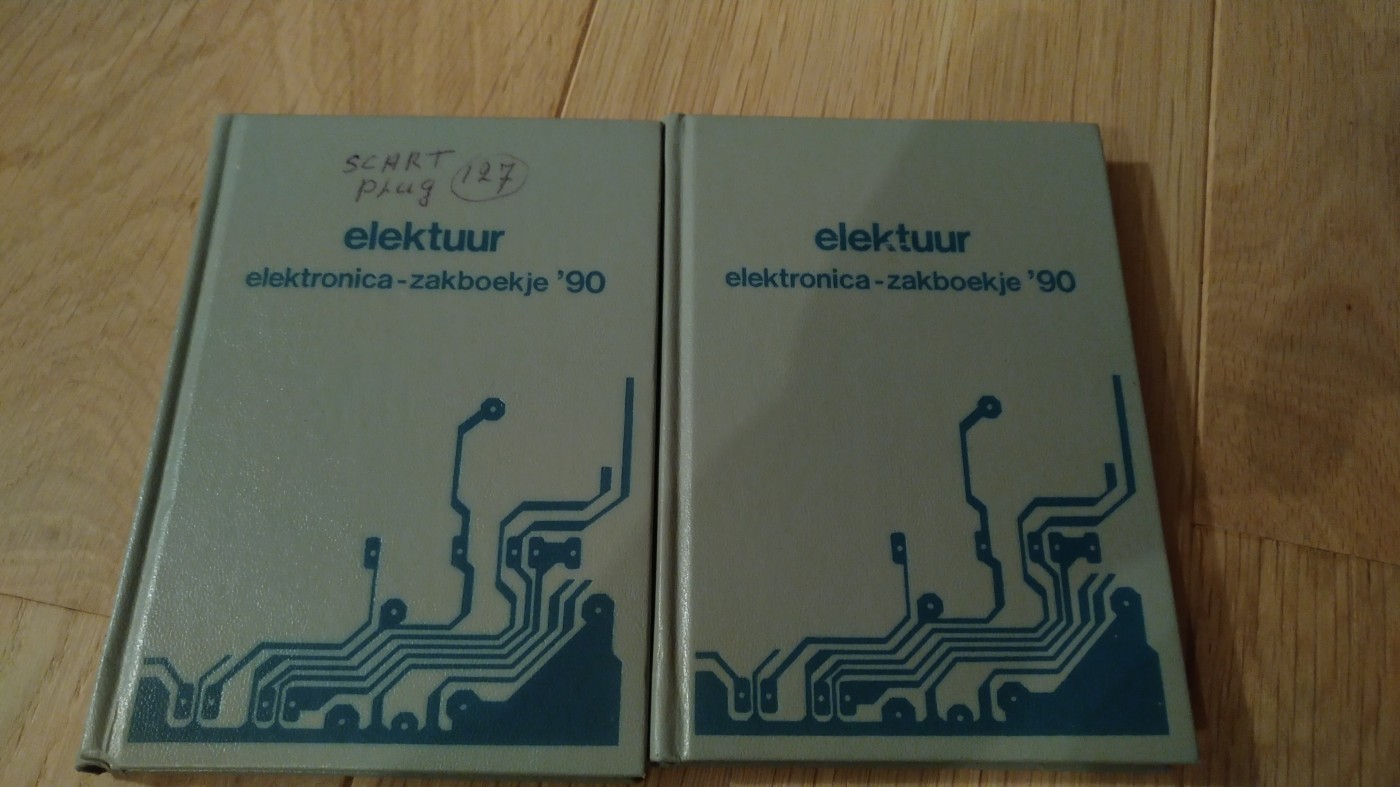 SCART
PLug 127
elektuur
elektronica-zakboekje '90
elektuur
elektronica-zakboekje '90